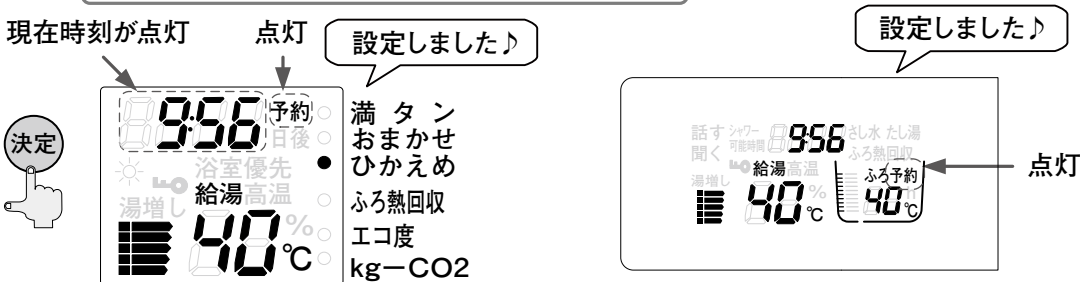 現在時刻が点灯
点灯
設定しました♪
決定
9:56 予約
日後
浴室優先
給湯 高温
湯増し
40 %
℃
満タン
おまかせ
ひかえめ
ふろ熱回収
エコ度
kg－CO2
設定しました♪
話す シャワー可能時間 9:56 さし水 たし湯
聞く ふろ熱回収
給湯 高温
湯増し
40 %
℃
ふろ予約
40℃
点灯